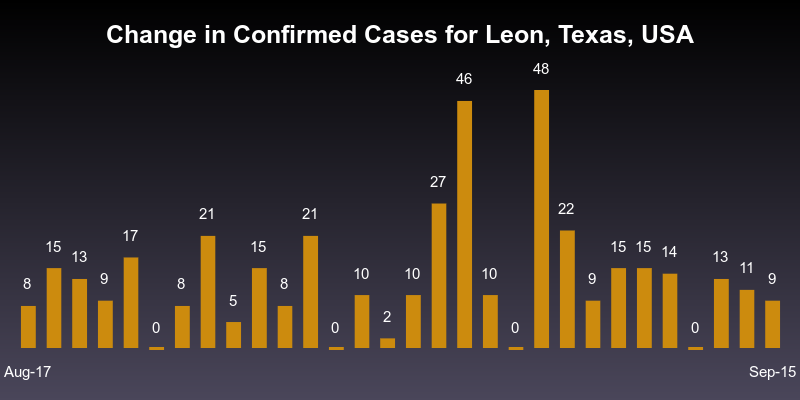 Change in Confirmed Cases for Leon, Texas, USA
8 15 13 9 17 0 8 21 5 15 8 21 0 10 2 10 27 46 10 0 48 22 9 15 15 14 0 13 11 9
Aug-17 Sep-15